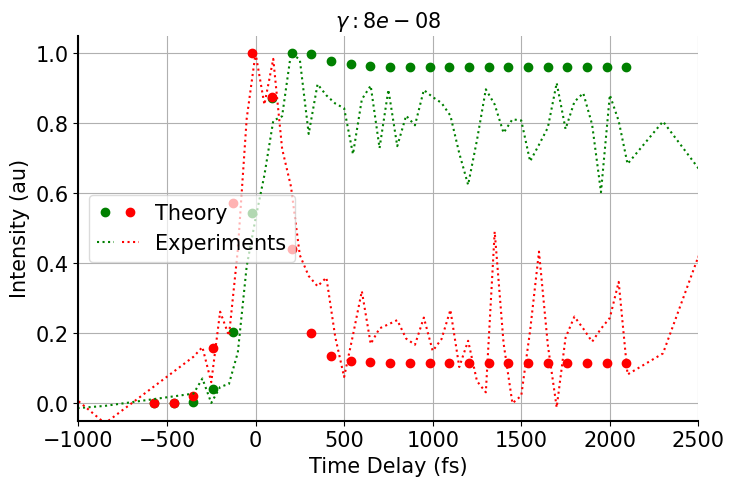 γ : 8e − 08
Intensity (au)
1.0
0.8
0.6
0.4
0.2
0.0
Theory
Experiments
−1000 −500 0 500 1000 1500 2000 2500
Time Delay (fs)